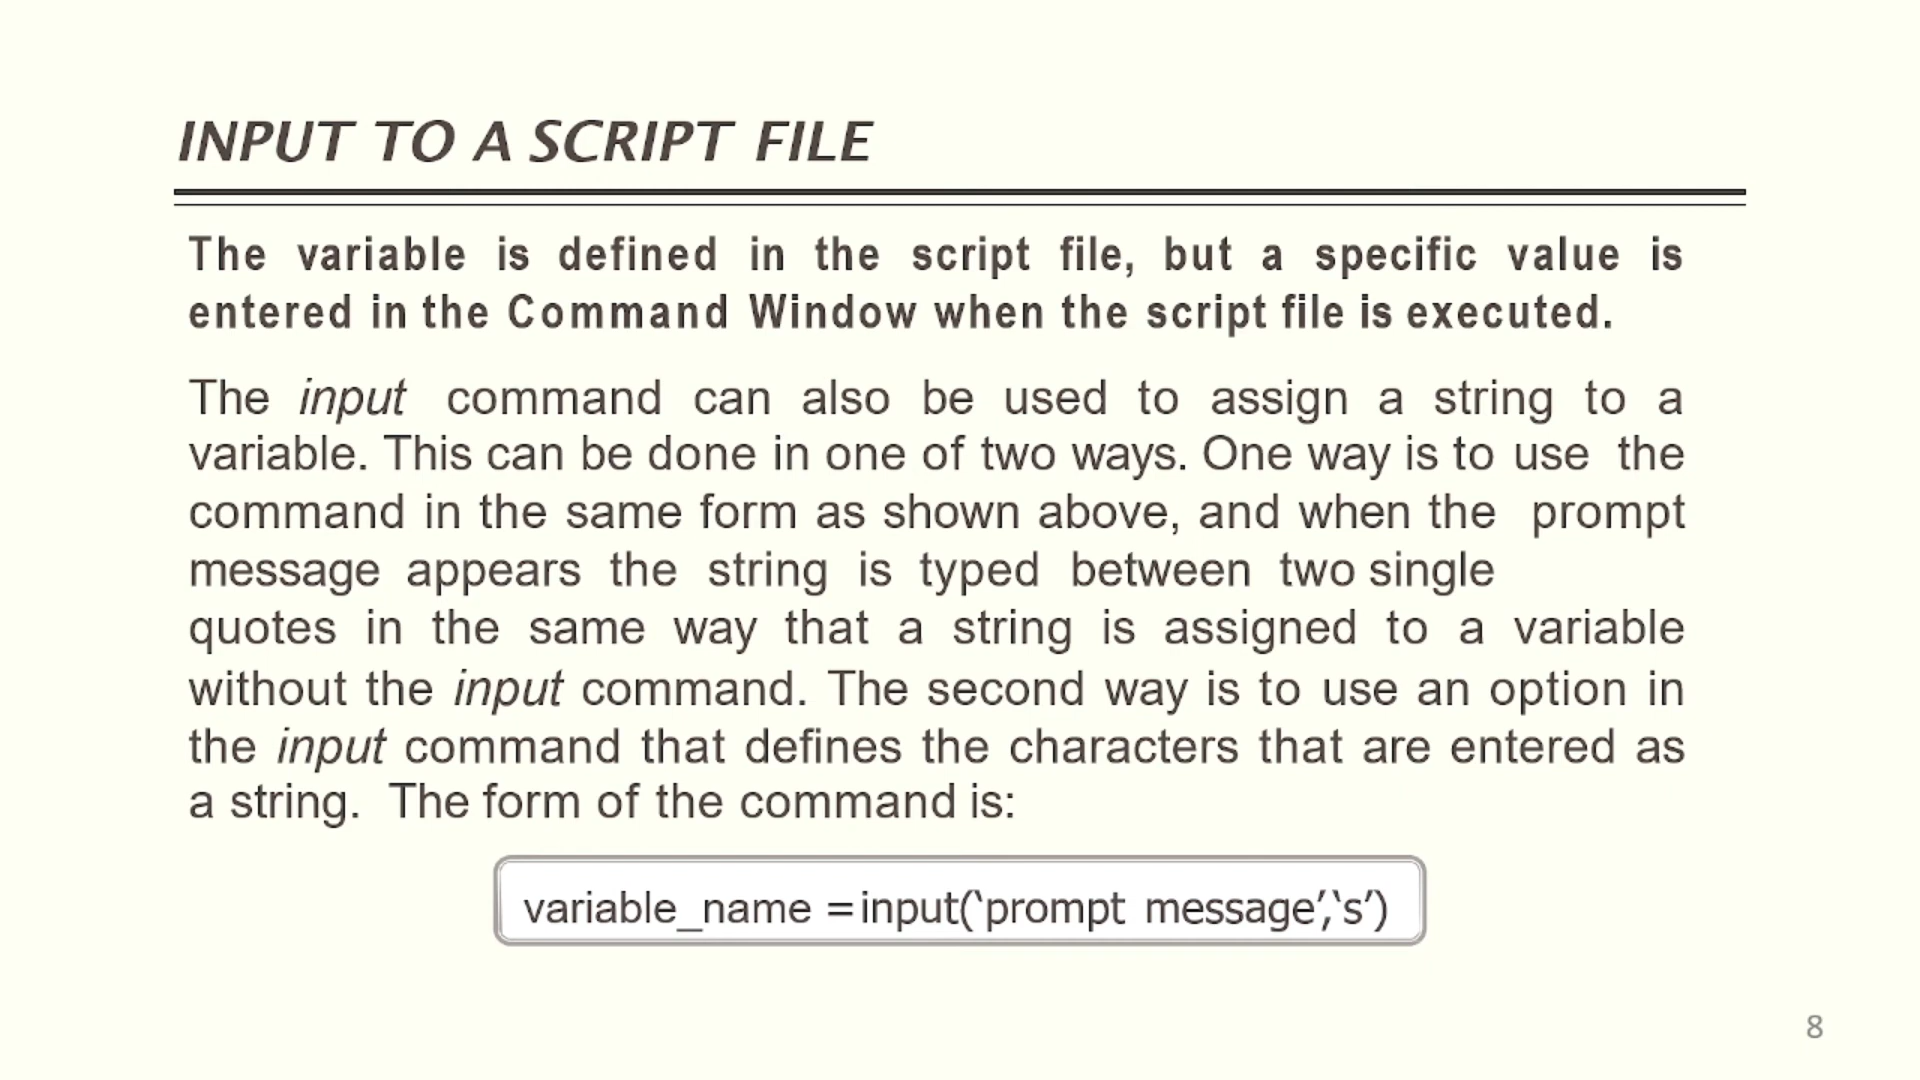 INPUT TO A SCRIPT FILE
The variable is defined in the script file, but a specific value is
entered in the Command Window when the script file is executed.
The input command can also be used to assign a string to a
variable. This can be done in one of two ways. One way is to use the
command in the same form as shown above, and when the prompt
message appears the string is typed between two single
quotes in the same way that a string is assigned to a variable
without the input command. The second way is to use an option in
the input command that defines the characters that are entered as
a string. The form of the command is:
variable_name =input(‘prompt message’,‘s’)
8